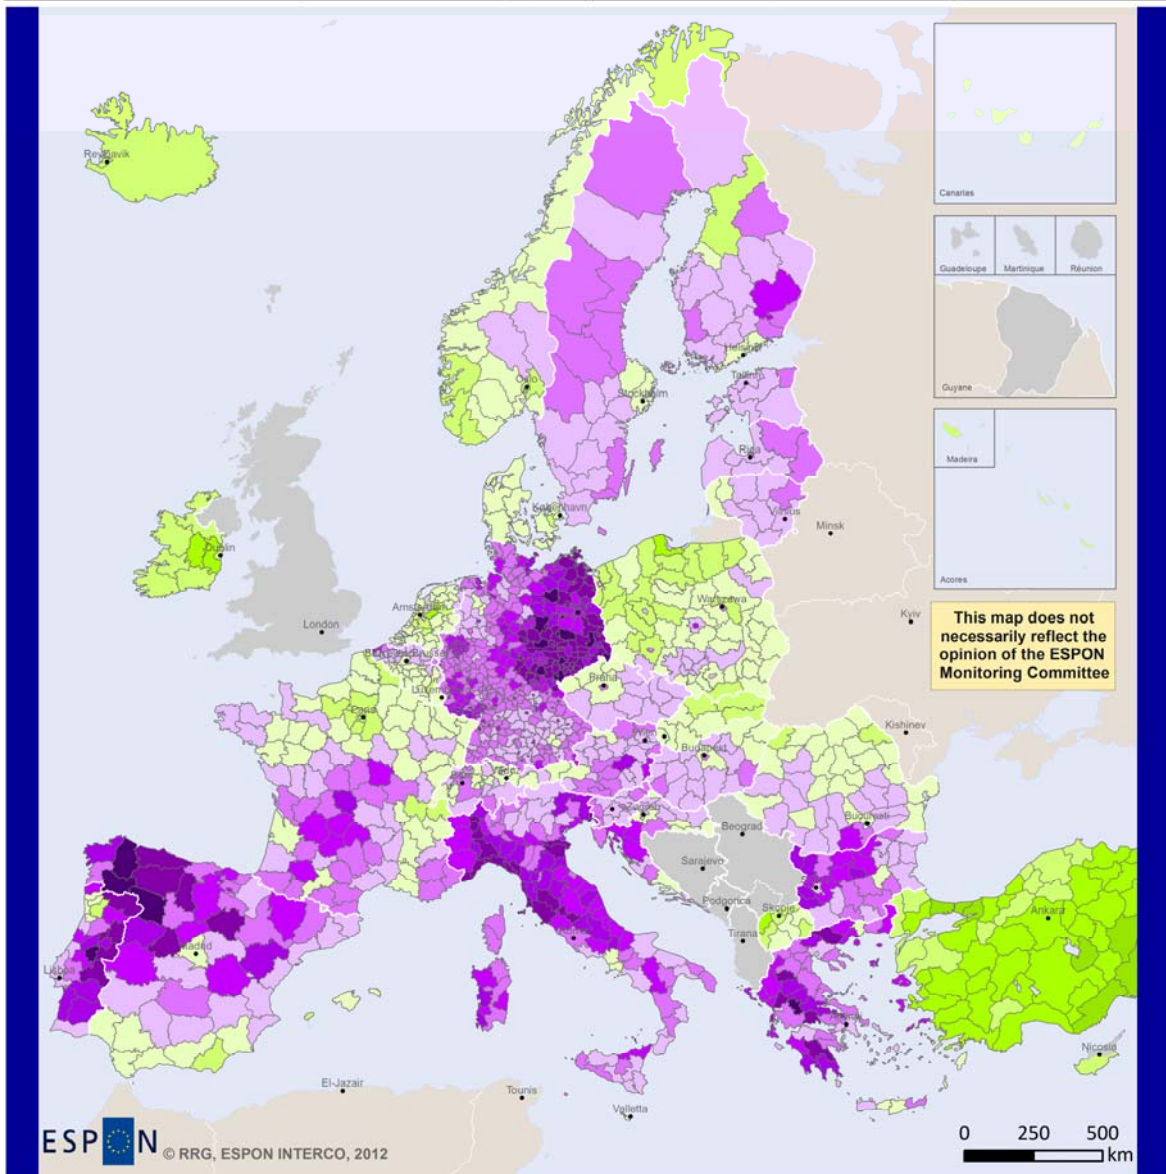 Reykjavik
Canarias
Guadeloupe
Martinique
Réunion
Guyane
Madeira
Acores
Helsinki
Tallinn
Oslo
Stockholm
Riga
København
Vilnius
Minsk
Dublin
Amsterdam
Warszawa
London
Kyiv
This map does not
necessarily reflect the
opinion of the ESPON
Monitoring Committee
Praha
Paris
Kishinev
Wien
Budapest
Zagreb
Bucuresti
Beograd
Sarajevo
Podgorica
Skopje
Tirana
Ankara
Madrid
Lisboa
Nicosia
El-Jazair
Tounis
Valletta
ESPON
© RRG, ESPON INTERCO, 2012
0 250 500
km